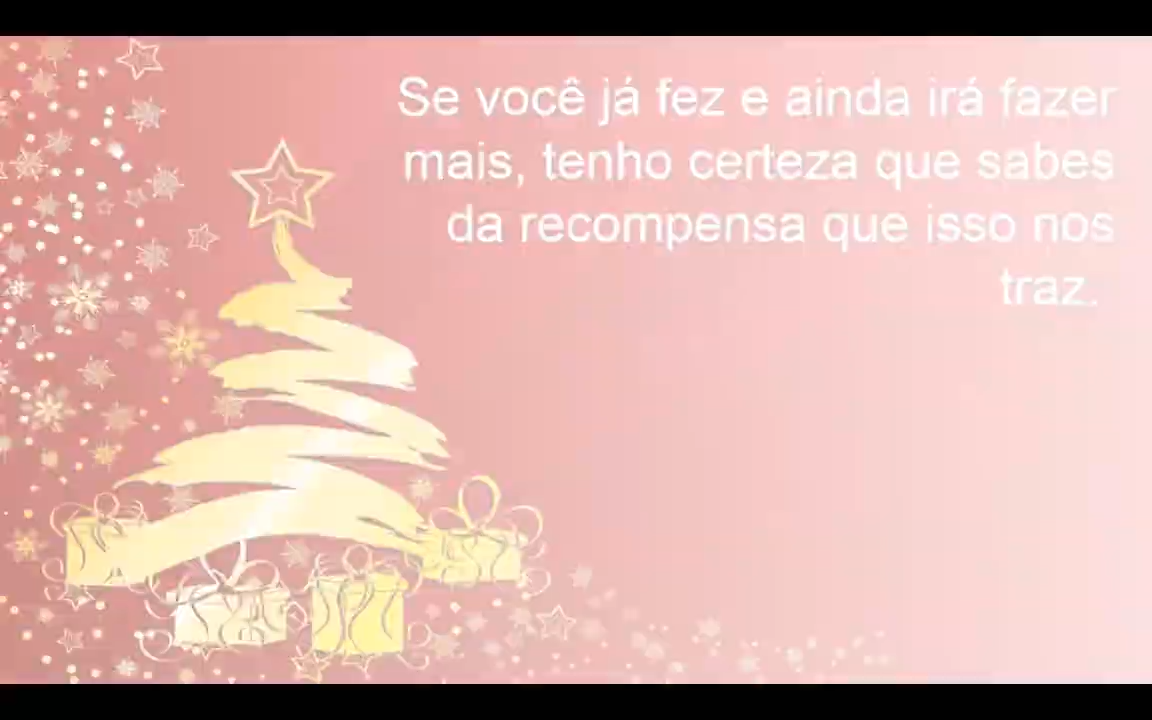 Se você já fez e ainda irá fazer
mais, tenho certeza que sabes
da recompensa que isso nos
traz.